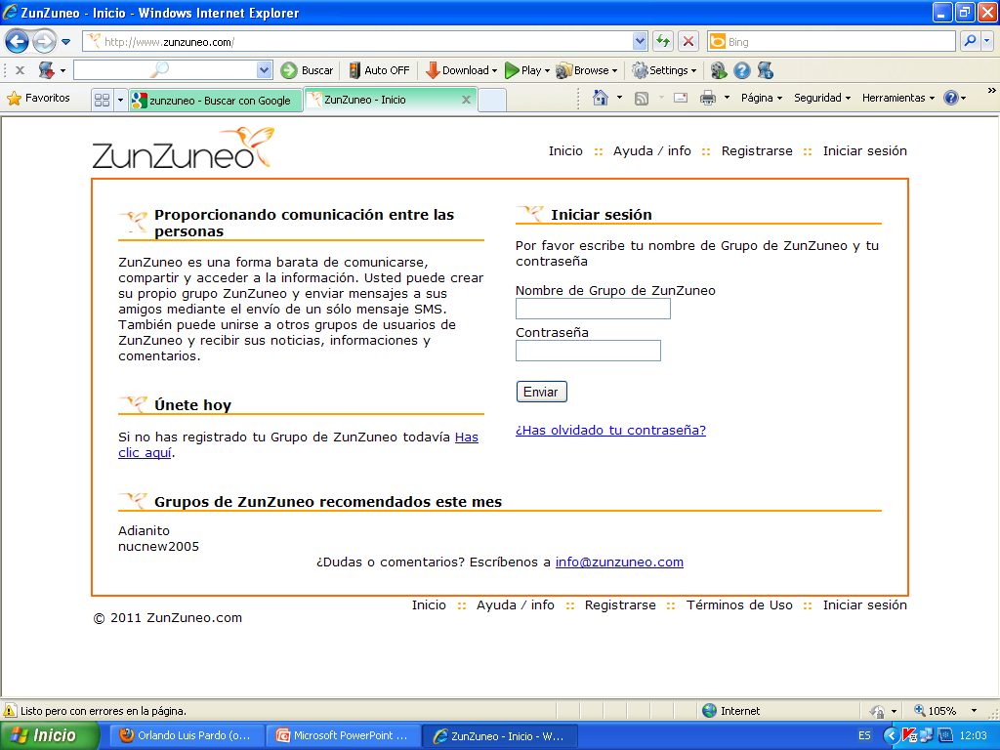 ZunZuneo - Inicio - Windows Internet Explorer
http://www.zunzuneo.com/
Bing
Buscar Auto OFF Download Play Browse Settings
Favoritos zunzuneo - Buscar con Google ZunZuneo - Inicio Página Seguridad Herramientas »
ZunZuneo
Inicio :: Ayuda / info :: Registrarse :: Iniciar sesión
Proporcionando comunicación entre las
personas
ZunZuneo es una forma barata de comunicarse,
compartir y acceder a la información. Usted puede crear
su propio grupo ZunZuneo y enviar mensajes a sus
amigos mediante el envío de un sólo mensaje SMS.
También puede unirse a otros grupos de usuarios de
ZunZuneo y recibir sus noticias, informaciones y
comentarios.
Únete hoy
Si no has registrado tu Grupo de ZunZuneo todavía Has
clic aquí.
Iniciar sesión
Por favor escribe tu nombre de Grupo de ZunZuneo y tu
contraseña
Nombre de Grupo de ZunZuneo
Contraseña
Enviar
¿Has olvidado tu contraseña?
Grupos de ZunZuneo recomendados este mes
Adianito
nucnew2005
¿Dudas o comentarios? Escríbenos a info@zunzuneo.com
Inicio :: Ayuda / info :: Registrarse :: Términos de Uso :: Iniciar sesión
© 2011 ZunZuneo.com
Listo pero con errores en la página. Internet 105%
Inicio Orlando Luis Pardo (o... Microsoft PowerPoint ... ZunZuneo - Inicio - W... ES 12:03